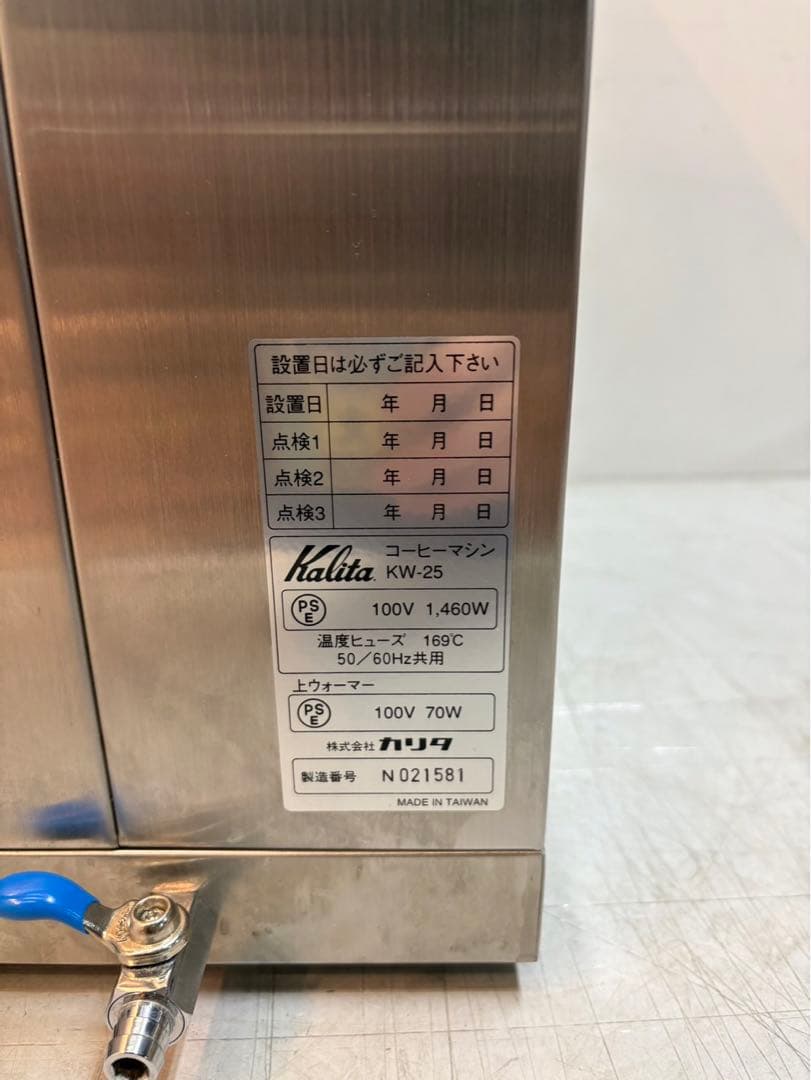 設置日は必ずご記入下さい
設置日 年 月 日
点検1 年 月 日
点検2 年 月 日
点検3 年 月 日
Kalita コーヒーマシン
KW-25
PSE 100V 1,460W
温度ヒューズ 169℃
50/60Hz共用
上ウォーマー
PSE 100V 70W
株式会社 カリタ
製造番号 N021581
MADE IN TAIWAN